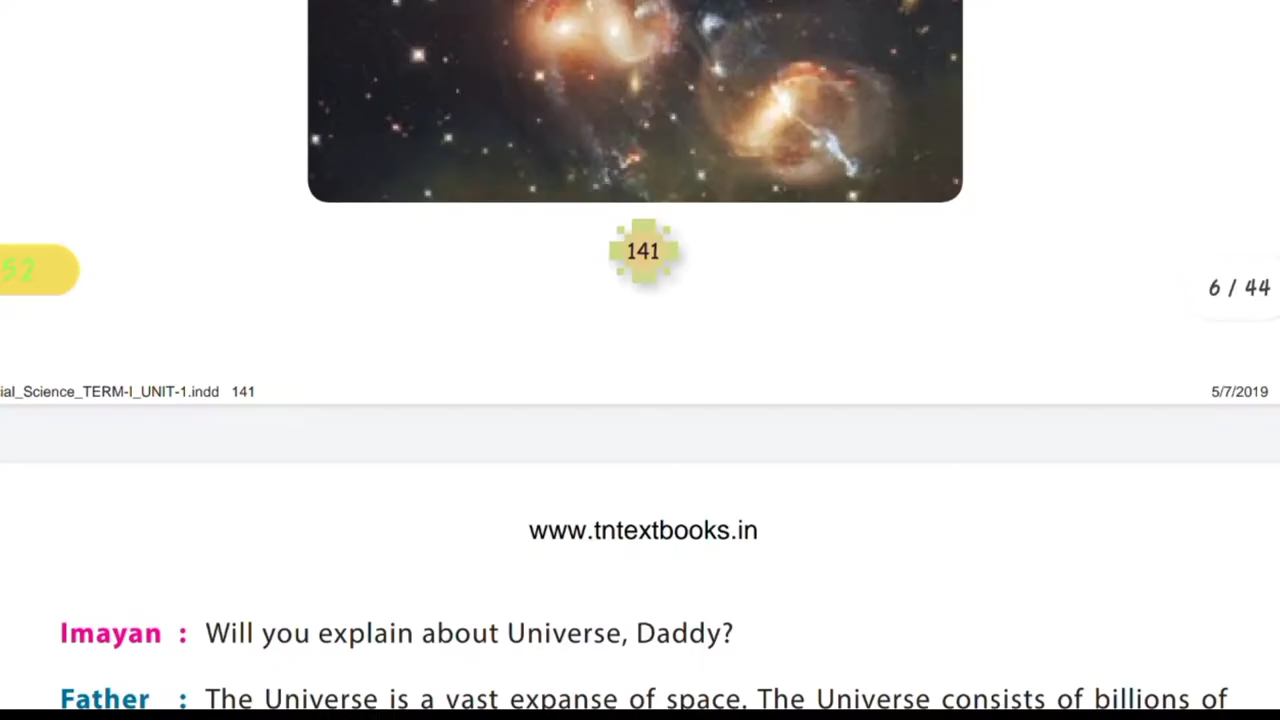 141
52
6 / 44
ial_Science_TERM-I_UNIT-1.indd 141
5/7/2019
www.tntextbooks.in
Imayan : Will you explain about Universe, Daddy?
Father : The Universe is a vast expanse of space. The Universe consists of billions of